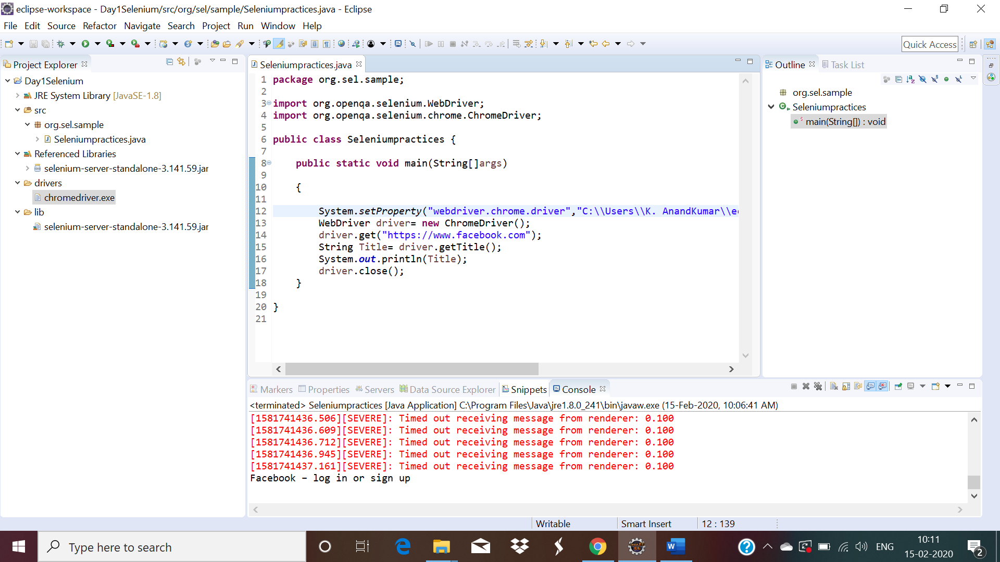 eclipse-workspace - Day1Selenium/src/org/sel/sample/Seleniumpractices.java - Eclipse
File Edit Source Refactor Navigate Search Project Run Window Help
Quick Access
Project Explorer
Day1Selenium
JRE System Library [JavaSE-1.8]
src
org.sel.sample
Seleniumpractices.java
Referenced Libraries
selenium-server-standalone-3.141.59.jar
drivers
chromedriver.exe
lib
selenium-server-standalone-3.141.59.jar
Seleniumpractices.java
1 package org.sel.sample;
2
3 import org.openqa.selenium.WebDriver;
4 import org.openqa.selenium.chrome.ChromeDriver;
5
6 public class Seleniumpractices {
7
8 public static void main(String[]args)
9
10 {
11
12 System.setProperty("webdriver.chrome.driver","C:\\Users\\K. AnandKumar\\e
13 WebDriver driver= new ChromeDriver();
14 driver.get("https://www.facebook.com");
15 String Title= driver.getTitle();
16 System.out.println(Title);
17 driver.close();
18 }
19
20 }
21
Outline Task List
org.sel.sample
Seleniumpractices
main(String[]) : void
Markers Properties Servers Data Source Explorer Snippets Console
<terminated> Seleniumpractices [Java Application] C:\Program Files\Java\jre1.8.0_241\bin\javaw.exe (15-Feb-2020, 10:06:41 AM)
[1581741436.506][SEVERE]: Timed out receiving message from renderer: 0.100
[1581741436.609][SEVERE]: Timed out receiving message from renderer: 0.100
[1581741436.712][SEVERE]: Timed out receiving message from renderer: 0.100
[1581741436.945][SEVERE]: Timed out receiving message from renderer: 0.100
[1581741437.161][SEVERE]: Timed out receiving message from renderer: 0.100
Facebook – log in or sign up
Writable Smart Insert 12 : 139
Type here to search
ENG
10:11
15-02-2020
2